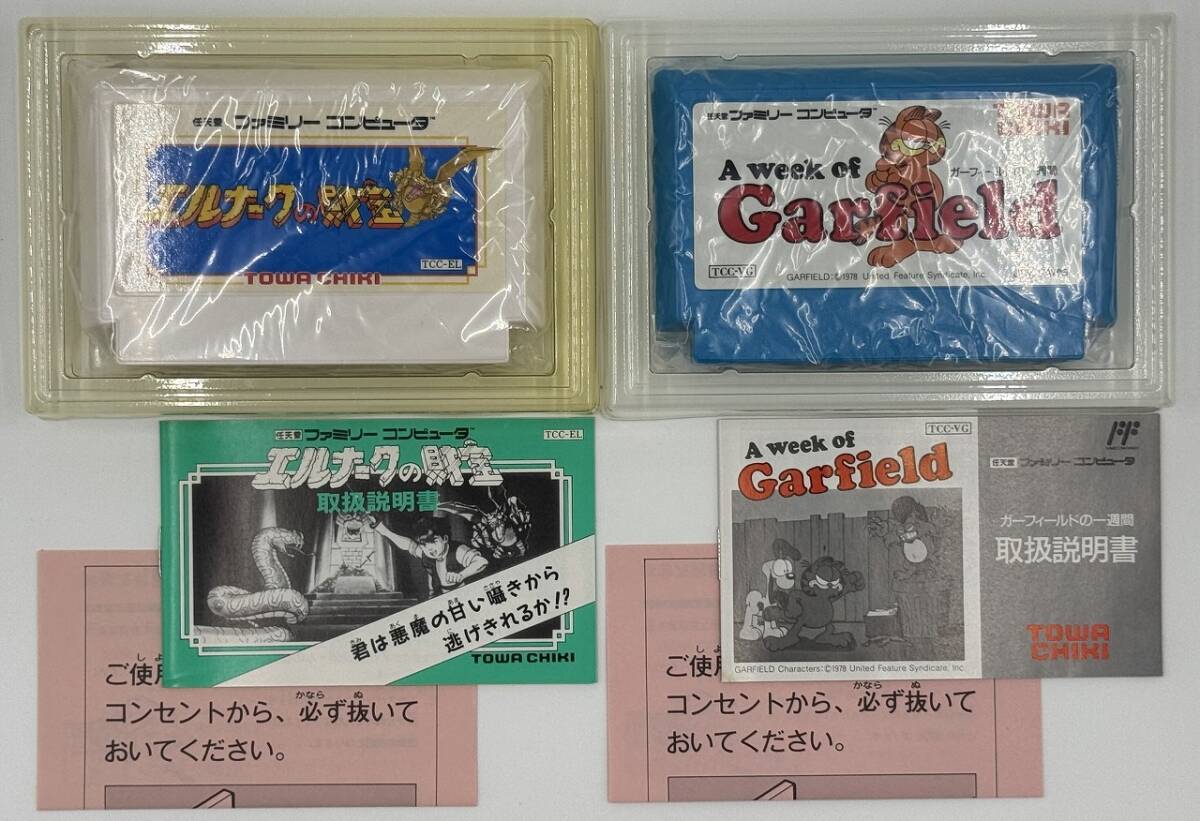 任天堂 ファミリー コンピュータ™
エルナークの財宝
TCC-EL
TOWA CHIKI
任天堂 ファミリー コンピュータ™
TOWA
CHIKI
A week of
ガーフィールドの一週間
Garfield
TCC-VG
GARFIELD:©1978 United Feature Syndicate, Inc.
任天堂 ファミリー コンピュータ™
TCC-EL
エルナークの財宝
取扱説明書
君は悪魔の甘い囁きから
逃げきれるか!?
TOWA CHIKI
A week of
TCC-VG
Garfield
任天堂 ファミリー コンピュータ
ガーフィールドの一週間
取扱説明書
TOWA
CHIKI
GARFIELD Characters:©1978 United Feature Syndicate, Inc.
ご使用
コンセントから、必ず抜いて
おいてください。
ご使用
コンセントから、必ず抜いて
おいてください。